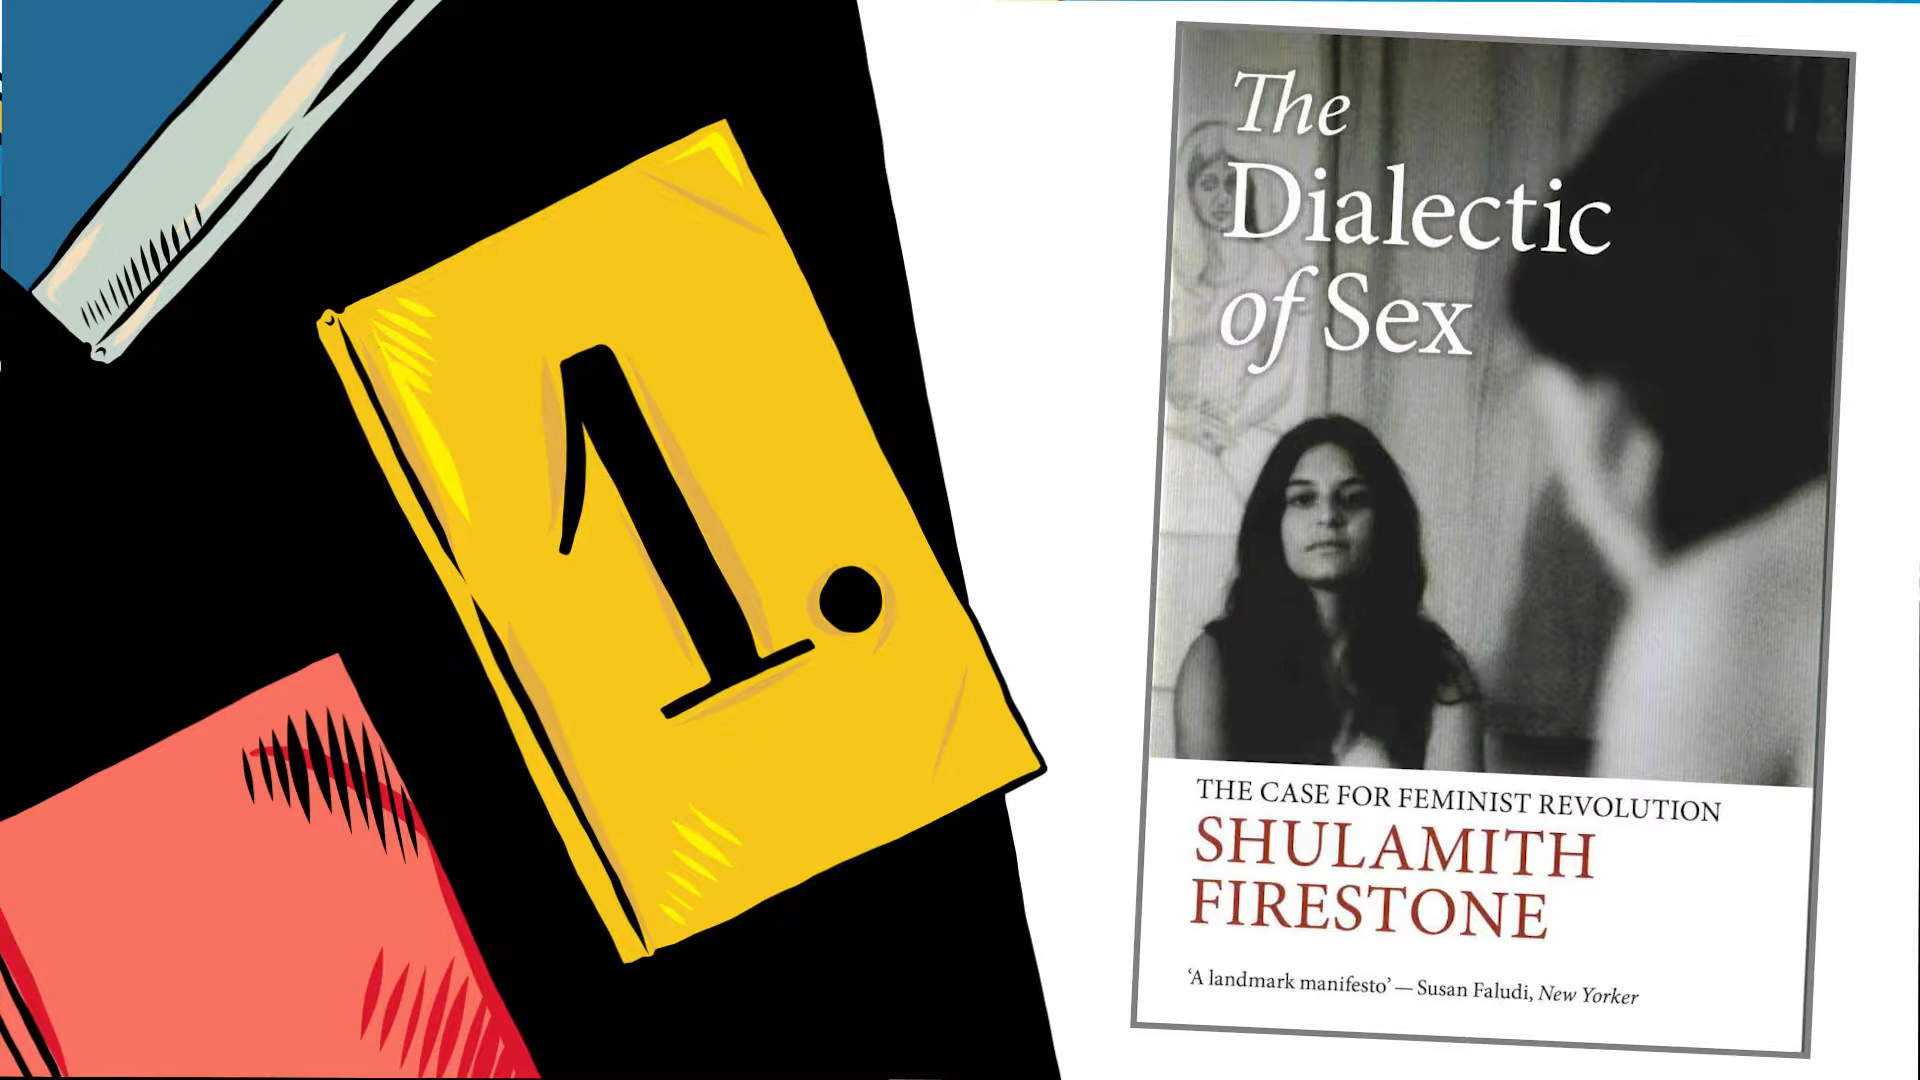 1.
The
Dialectic
of Sex
THE CASE FOR FEMINIST REVOLUTION
SHULAMITH
FIRESTONE
‘A landmark manifesto’ — Susan Faludi, New Yorker